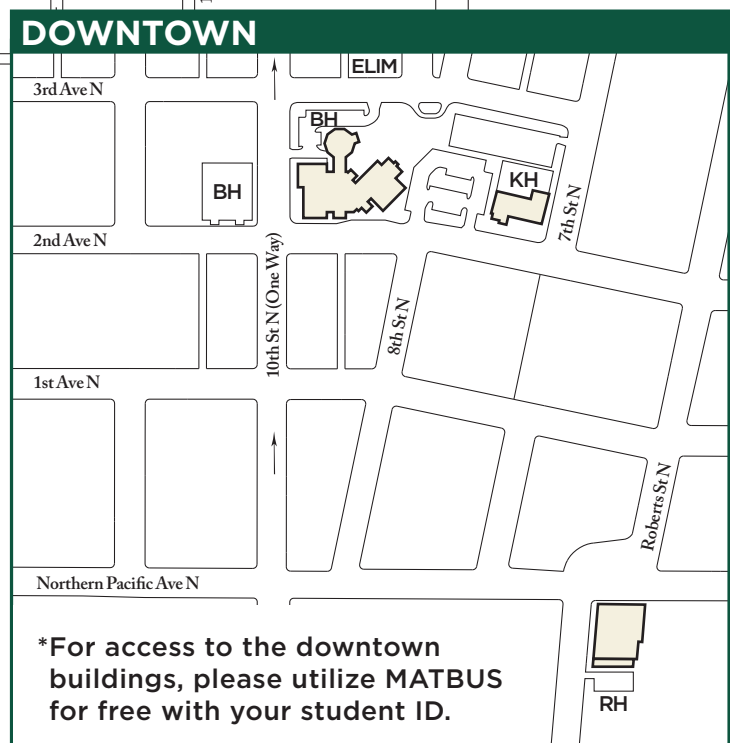 DOWNTOWN
ELIM
3rd Ave N
BH
BH
KH
7th St N
2nd Ave N
10th St N (One Way)
8th St N
1st Ave N
Roberts St N
Northern Pacific Ave N
*For access to the downtown
buildings, please utilize MATBUS
for free with your student ID.
RH